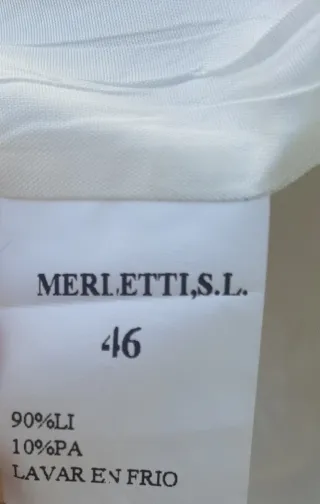 MERLETTI,S.L.
46
90%LI
10%PA
LAVAR EN FRIO